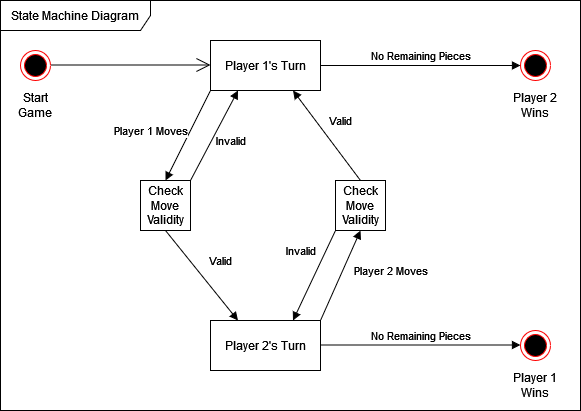 State Machine Diagram
Player 1's Turn
No Remaining Pieces
Start
Game
Player 2
Wins
Player 1 Moves
Invalid
Valid
Check
Move
Validity
Check
Move
Validity
Valid
Invalid
Player 2 Moves
Player 2's Turn
No Remaining Pieces
Player 1
Wins